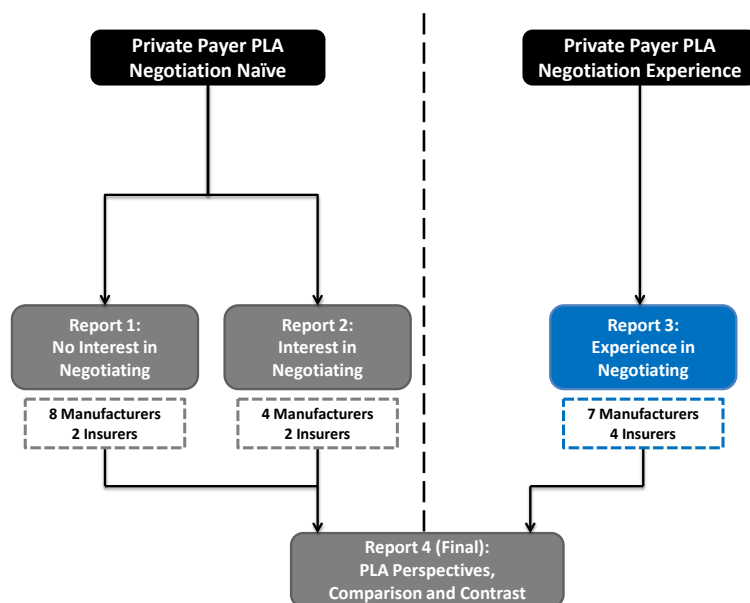 Private Payer PLA
Negotiation Naïve
Private Payer PLA
Negotiation Experience
Report 1:
No Interest in
Negotiating
Report 2:
Interest in
Negotiating
Report 3:
Experience in
Negotiating
8 Manufacturers
2 Insurers
4 Manufacturers
2 Insurers
7 Manufacturers
4 Insurers
Report 4 (Final):
PLA Perspectives,
Comparison and Contrast